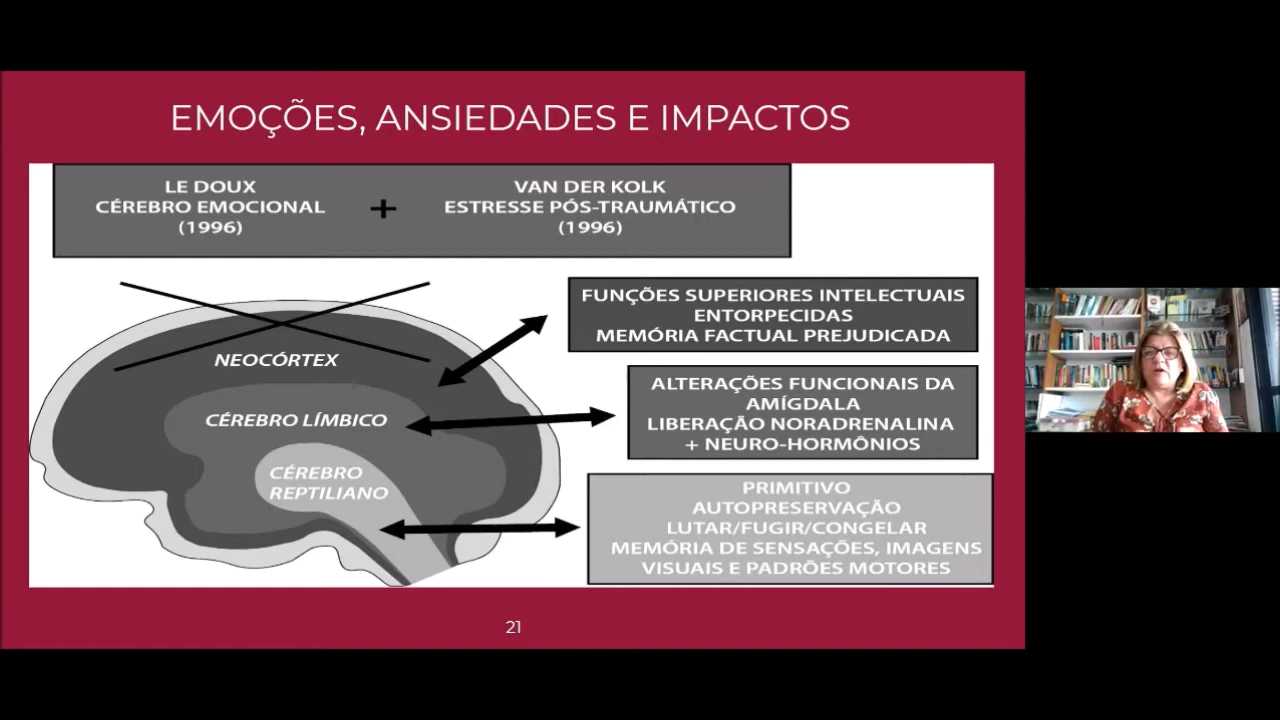 EMOÇÕES, ANSIEDADES E IMPACTOS
LE DOUX
CÉREBRO EMOCIONAL
(1996)
+
VAN DER KOLK
ESTRESSE PÓS-TRAUMÁTICO
(1996)
NEOCÓRTEX
CÉREBRO LÍMBICO
CÉREBRO
REPTILIANO
FUNÇÕES SUPERIORES INTELECTUAIS
ENTORPECIDAS
MEMÓRIA FACTUAL PREJUDICADA
ALTERAÇÕES FUNCIONAIS DA
AMÍGDALA
LIBERAÇÃO NORADRENALINA
+ NEURO-HORMÔNIOS
PRIMITIVO
AUTOPRESERVAÇÃO
LUTAR/FUGIR/CONGELAR
MEMÓRIA DE SENSAÇÕES, IMAGENS
VISUAIS E PADRÕES MOTORES
21